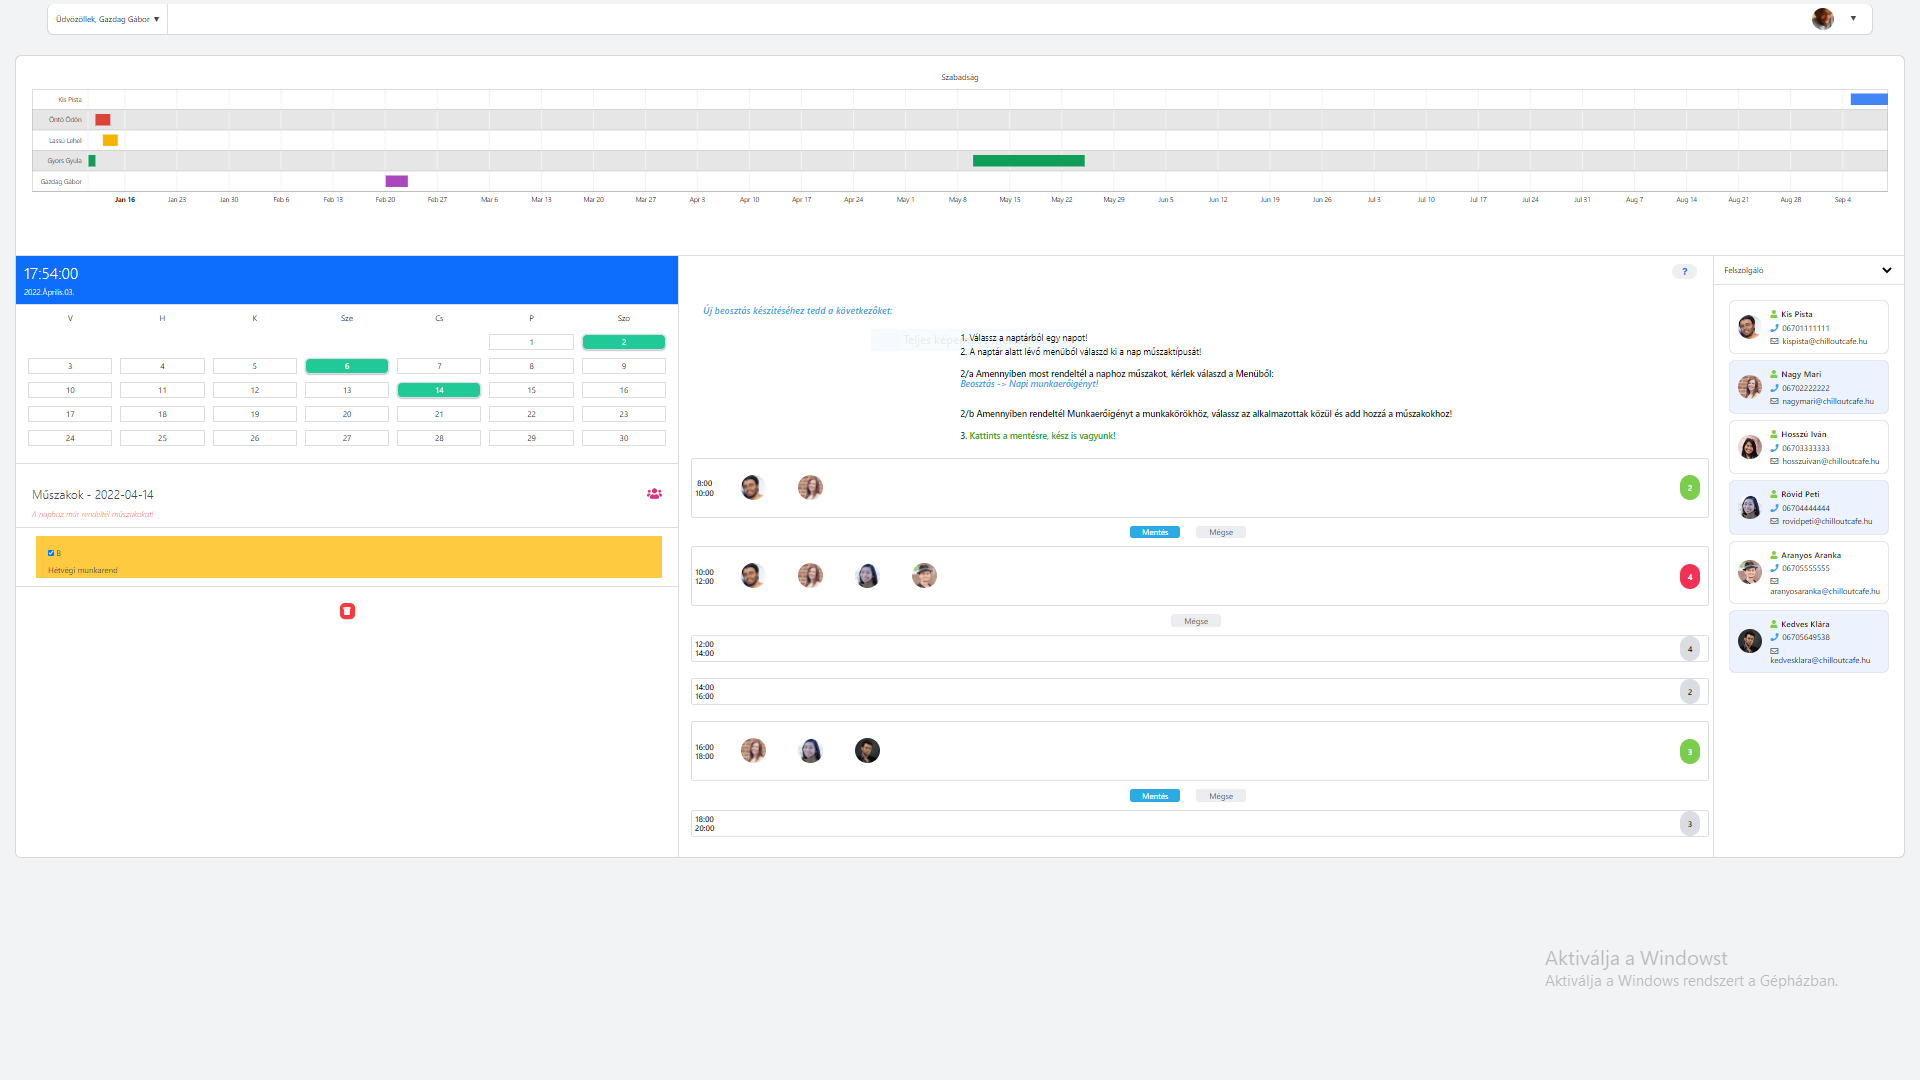 Üdvözöllek, Gazdag Gábor ▼
▼
Szabadság
Kis Pista
Öntő Ödön
Lassú Lehel
Gyors Gyula
Gazdag Gábor
Jan 16 Jan 23 Jan 30 Feb 6 Feb 13 Feb 20 Feb 27 Mar 6 Mar 13 Mar 20 Mar 27 Apr 3 Apr 10 Apr 17 Apr 24 May 1 May 8 May 15 May 22 May 29 Jun 5 Jun 12 Jun 19 Jun 26 Jul 3 Jul 10 Jul 17 Jul 24 Jul 31 Aug 7 Aug 14 Aug 21 Aug 28 Sep 4
17:54:00
2022.Április.03.
V H K Sze Cs P Szo
1 2
3 4 5 6 7 8 9
10 11 12 13 14 15 16
17 18 19 20 21 22 23
24 25 26 27 28 29 30
Műszakok - 2022-04-14
A naphoz már rendeltél műszakokat!
B
Hétvégi munkarend
?
Új beosztás készítéséhez tedd a következőket:
Teljes
1. Válassz a naptárból egy napot!
2. A naptár alatt lévő menüből válaszd ki a nap műszaktípusát!
2/a Amennyiben most rendeltél a naphoz műszakot, kérlek válaszd a Menüből:
Beosztás -> Napi munkaerőigényt!
2/b Amennyiben rendeltél Munkaerőigényt a munkakörökhöz, válassz az alkalmazottak közül és add hozzá a műszakokhoz!
3. Kattints a mentésre, kész is vagyunk!
8:00
10:00
2
Mentés Mégse
10:00
12:00
4
Mégse
12:00
14:00
4
14:00
16:00
2
16:00
18:00
3
Mentés Mégse
18:00
20:00
3
Felszolgáló
Kis Pista
06701111111
kispista@chilloutcafe.hu
Nagy Mari
06702222222
nagymari@chilloutcafe.hu
Hosszú Iván
06703333333
hosszuivan@chilloutcafe.hu
Rövid Peti
06704444444
rovidpeti@chilloutcafe.hu
Aranyos Aranka
06705555555
aranyosaranka@chilloutcafe.hu
Kedves Klára
06705649538
kedvesklara@chilloutcafe.hu
Aktiválja a Windowst
Aktiválja a Windows rendszert a Gépházban.